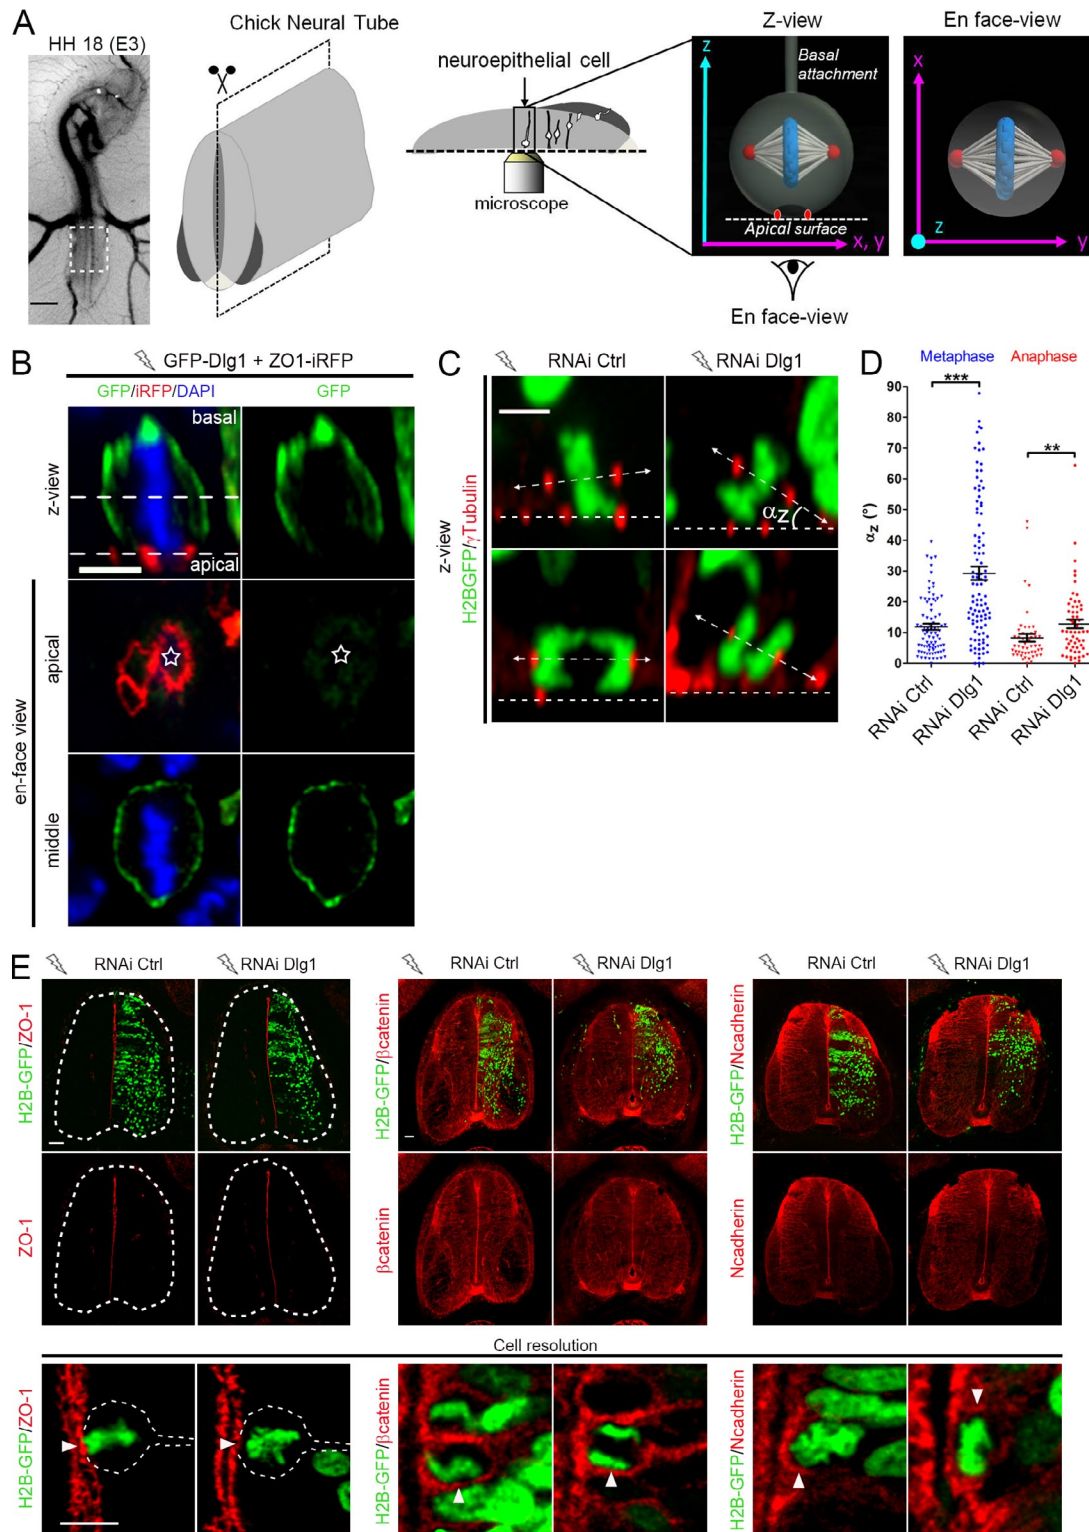 A
HH 18 (E3)
Chick Neural Tube
neuroepithelial cell
microscope
Z-view
z
Basal
attachment
Apical surface
x, y
En face-view
En face-view
x
z
y
B
GFP-Dlg1 + ZO1-iRFP
GFP/iRFP/DAPI
GFP
z-view
basal
apical
en-face view
apical
middle
C
RNAi Ctrl
RNAi Dlg1
z-view
H2BGFP/γTubulin
αZ
D
Metaphase
Anaphase
***
**
αZ (°)
90
80
70
60
50
40
30
20
10
0
RNAi Ctrl
RNAi Dlg1
RNAi Ctrl
RNAi Dlg1
E
RNAi Ctrl
RNAi Dlg1
RNAi Ctrl
RNAi Dlg1
RNAi Ctrl
RNAi Dlg1
H2B-GFP/ZO-1
H2B-GFP/βcatenin
H2B-GFP/Ncadherin
ZO-1
βcatenin
Ncadherin
Cell resolution
H2B-GFP/ZO-1
H2B-GFP/βcatenin
H2B-GFP/Ncadherin